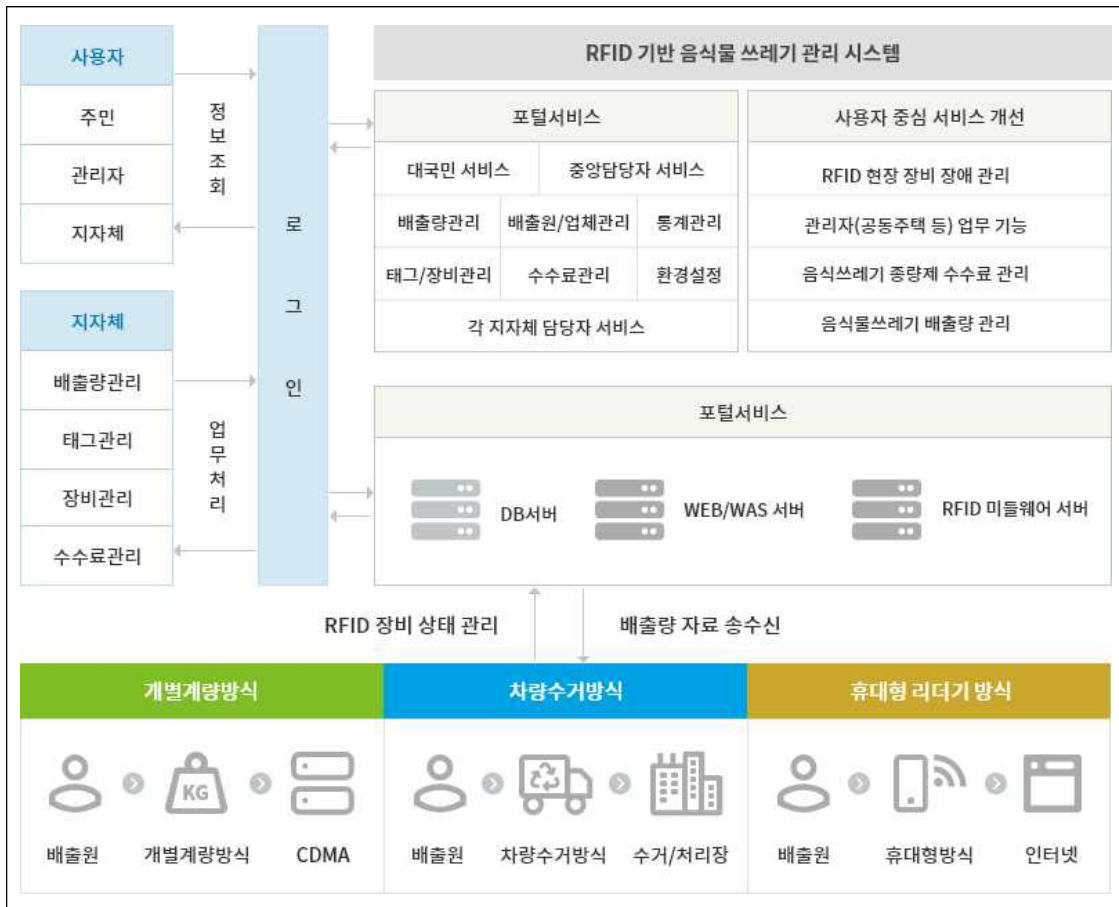 사용자
주민
관리자
지자체
정보조회
지자체
배출량관리
태그관리
장비관리
수수료관리
업무처리
로그인
RFID 기반 음식물 쓰레기 관리 시스템
포털서비스
대국민 서비스
중앙담당자 서비스
배출량관리
배출원/업체관리
통계관리
태그/장비관리
수수료관리
환경설정
각 지자체 담당자 서비스
사용자 중심 서비스 개선
RFID 현장 장비 장애 관리
관리자(공동주택 등) 업무 기능
음식쓰레기 종량제 수수료 관리
음식물쓰레기 배출량 관리
포털서비스
DB서버
WEB/WAS 서버
RFID 미들웨어 서버
RFID 장비 상태 관리
배출량 자료 송수신
개별계량방식
KG
배출원
개별계량방식
CDMA
차량수거방식
배출원
차량수거방식
수거/처리장
휴대형 리더기 방식
배출원
휴대형방식
인터넷